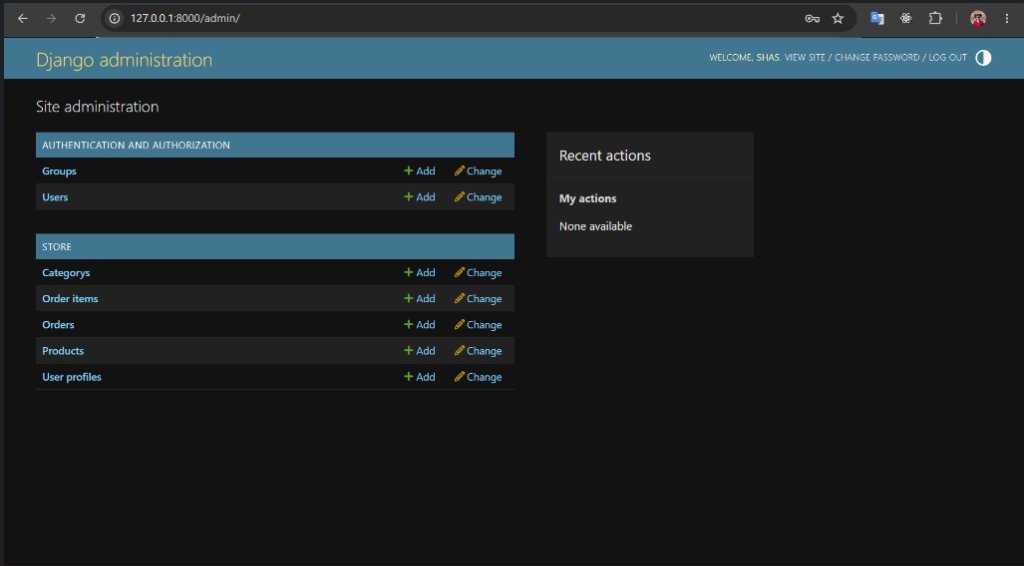 127.0.0.1:8000/admin/
Django administration
WELCOME, SHAS. VIEW SITE / CHANGE PASSWORD / LOG OUT
Site administration
AUTHENTICATION AND AUTHORIZATION
Groups + Add Change
Users + Add Change
STORE
Categorys + Add Change
Order items + Add Change
Orders + Add Change
Products + Add Change
User profiles + Add Change
Recent actions
My actions
None available